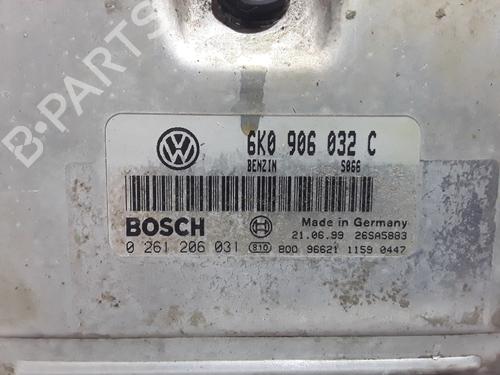 B-PARTS
6K0 906 032 C
BENZIN S066
BOSCH
Made in Germany
21.06.99 26SA5883
0 261 206 031 810 800 96621 1159 0447